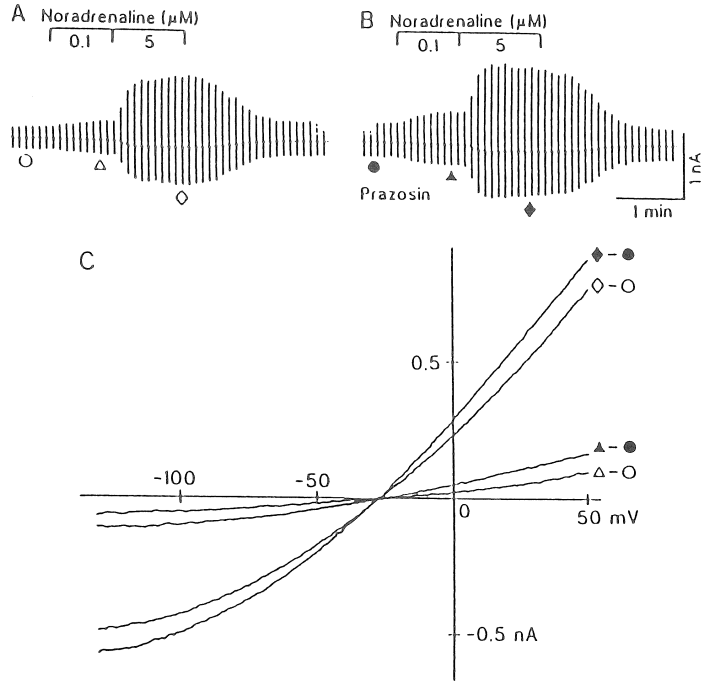 A
Noradrenaline (μM)
0.1 5
B
Noradrenaline (μM)
0.1 5
Prazosin
1 nA
1 min
C
0.5
-100 -50
0
50 mV
-0.5 nA